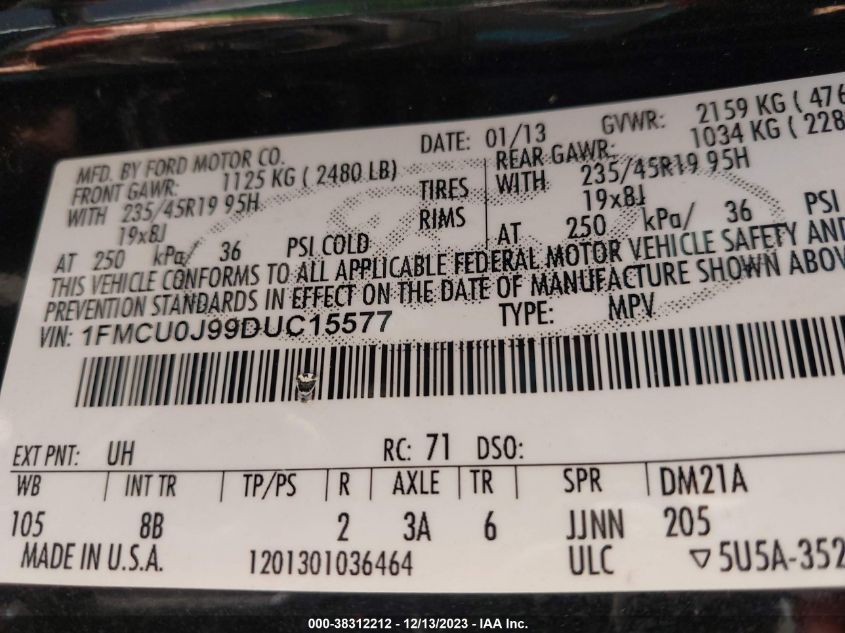 MFD. BY FORD MOTOR CO. DATE: 01/13 GVWR: 2159 KG ( 476
FRONT GAWR: 1125 KG ( 2480 LB) REAR GAWR: 1034 KG ( 228
WITH 235/45R19 95H TIRES WITH 235/45R19 95H
19x8J RIMS 19x8J
AT 250 kPa/ 36 PSI COLD AT 250 kPa/ 36 PSI
THIS VEHICLE CONFORMS TO ALL APPLICABLE FEDERAL MOTOR VEHICLE SAFETY AND
PREVENTION STANDARDS IN EFFECT ON THE DATE OF MANUFACTURE SHOWN ABOV
VIN: 1FMCU0J99DUC15577 TYPE: MPV
EXT PNT: UH RC: 71 DSO:
WB INT TR TP/PS R AXLE TR SPR DM21A
105 8B 2 3A 6 JJNN 205
MADE IN U.S.A. 1201301036464 ULC ▽5U5A-352
000-38312212 - 12/13/2023 - IAA Inc.